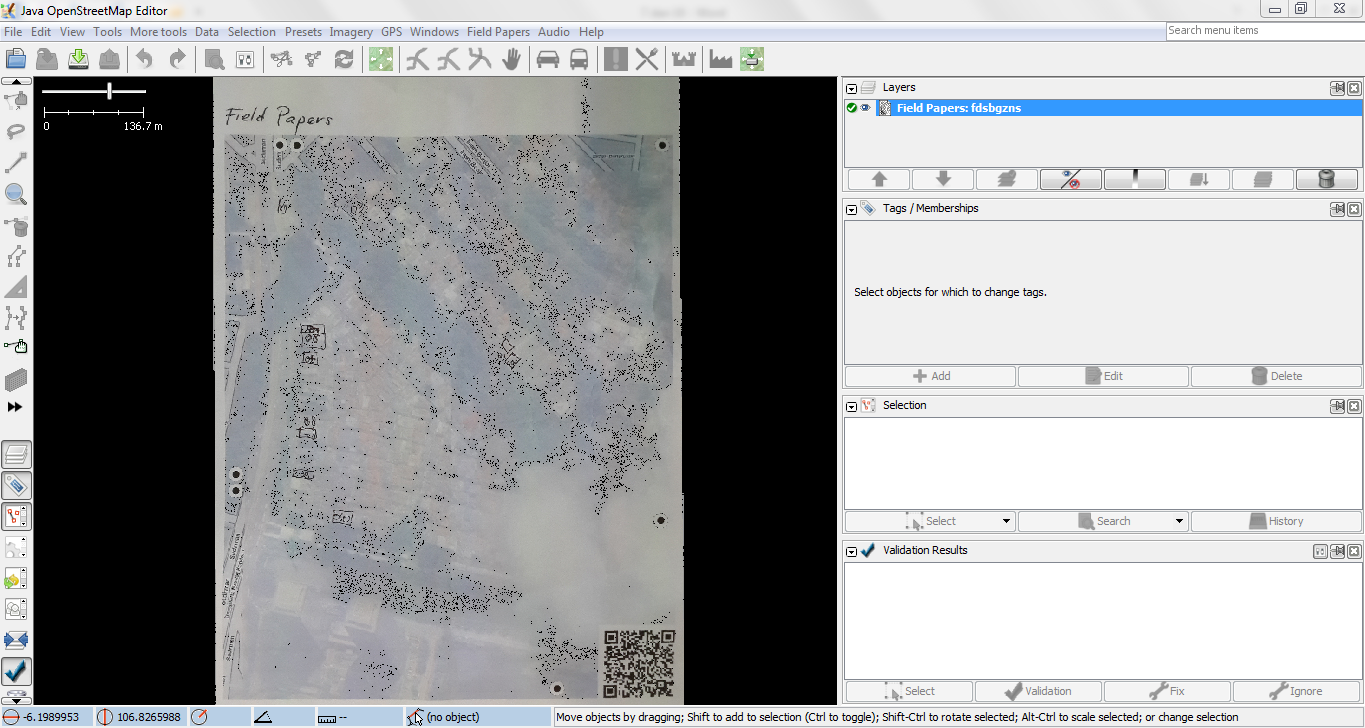 Java OpenStreetMap Editor
File Edit View Tools More tools Data Selection Presets Imagery GPS Windows Field Papers Audio Help
Search menu items
0 136.7 m
Field Papers
Layers
Field Papers: fdsbgzns
Tags / Memberships
Select objects for which to change tags.
Add Edit Delete
Selection
Select Search History
Validation Results
Select Validation Fix Ignore
-6.1989953 106.8265988 -- (no object) Move objects by dragging; Shift to add to selection (Ctrl to toggle); Shift-Ctrl to rotate selected; Alt-Ctrl to scale selected; or change selection